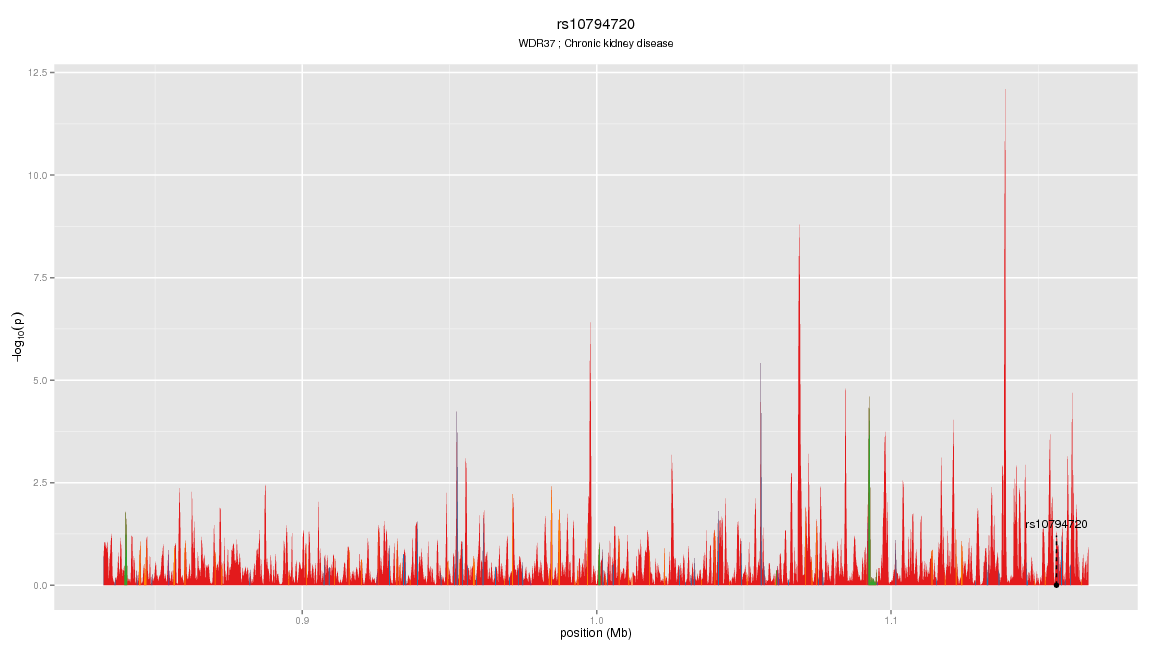 rs10794720
WDR37 ; Chronic kidney disease
12.5
10.0
7.5
5.0
2.5
0.0
−log10(p)
rs10794720
0.9
1.0
1.1
position (Mb)